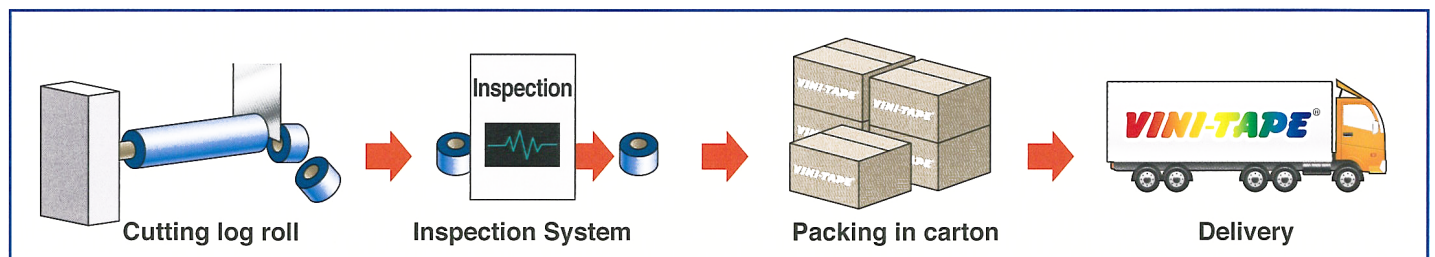 Inspection
VINI-TAPE®
VINI-TAPE®
VINI-TAPE®
VINI-TAPE®
Cutting log roll
Inspection System
Packing in carton
Delivery